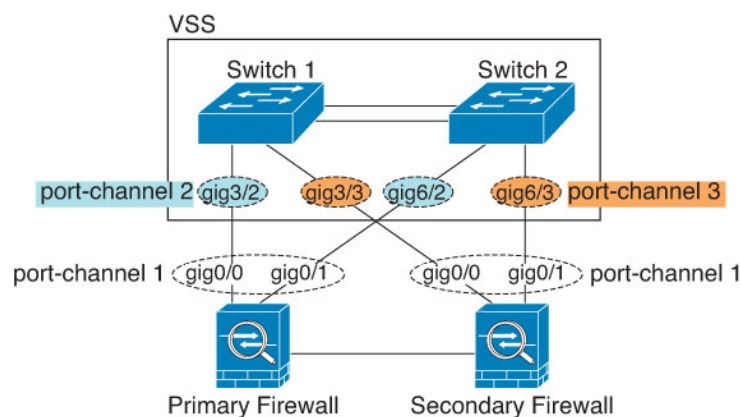 VSS
Switch 1
Switch 2
port-channel 2
gig3/2
gig3/3
gig6/2
gig6/3
port-channel 3
port-channel 1
gig0/0
gig0/1
gig0/0
gig0/1
port-channel 1
Primary Firewall
Secondary Firewall